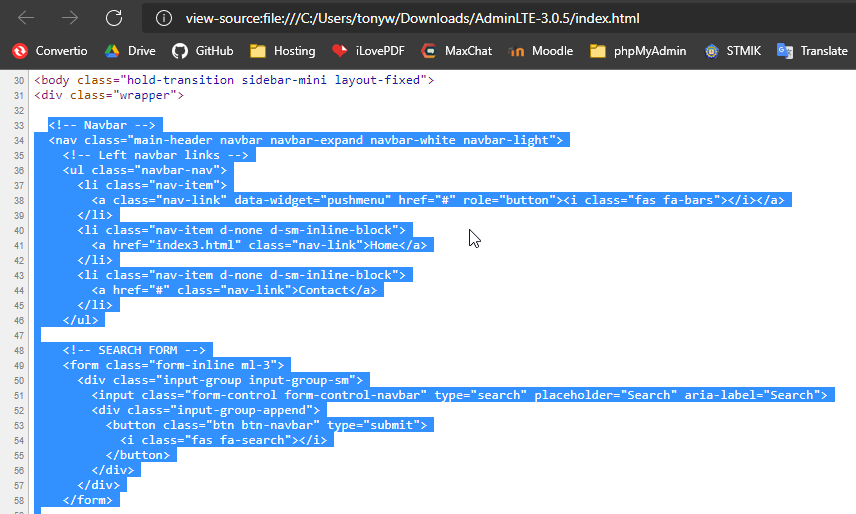 view-source:file:///C:/Users/tonyw/Downloads/AdminLTE-3.0.5/index.html
Convertio Drive GitHub Hosting iLovePDF MaxChat Moodle phpMyAdmin STMIK Translate
30 <body class="hold-transition sidebar-mini layout-fixed">
31 <div class="wrapper">
32
33   <!-- Navbar -->
34   <nav class="main-header navbar navbar-expand navbar-white navbar-light">
35     <!-- Left navbar links -->
36     <ul class="navbar-nav">
37       <li class="nav-item">
38         <a class="nav-link" data-widget="pushmenu" href="#" role="button"><i class="fas fa-bars"></i></a>
39       </li>
40       <li class="nav-item d-none d-sm-inline-block">
41         <a href="index3.html" class="nav-link">Home</a>
42       </li>
43       <li class="nav-item d-none d-sm-inline-block">
44         <a href="#" class="nav-link">Contact</a>
45       </li>
46     </ul>
47
48     <!-- SEARCH FORM -->
49     <form class="form-inline ml-3">
50       <div class="input-group input-group-sm">
51         <input class="form-control form-control-navbar" type="search" placeholder="Search" aria-label="Search">
52         <div class="input-group-append">
53           <button class="btn btn-navbar" type="submit">
54             <i class="fas fa-search"></i>
55           </button>
56         </div>
57       </div>
58     </form>